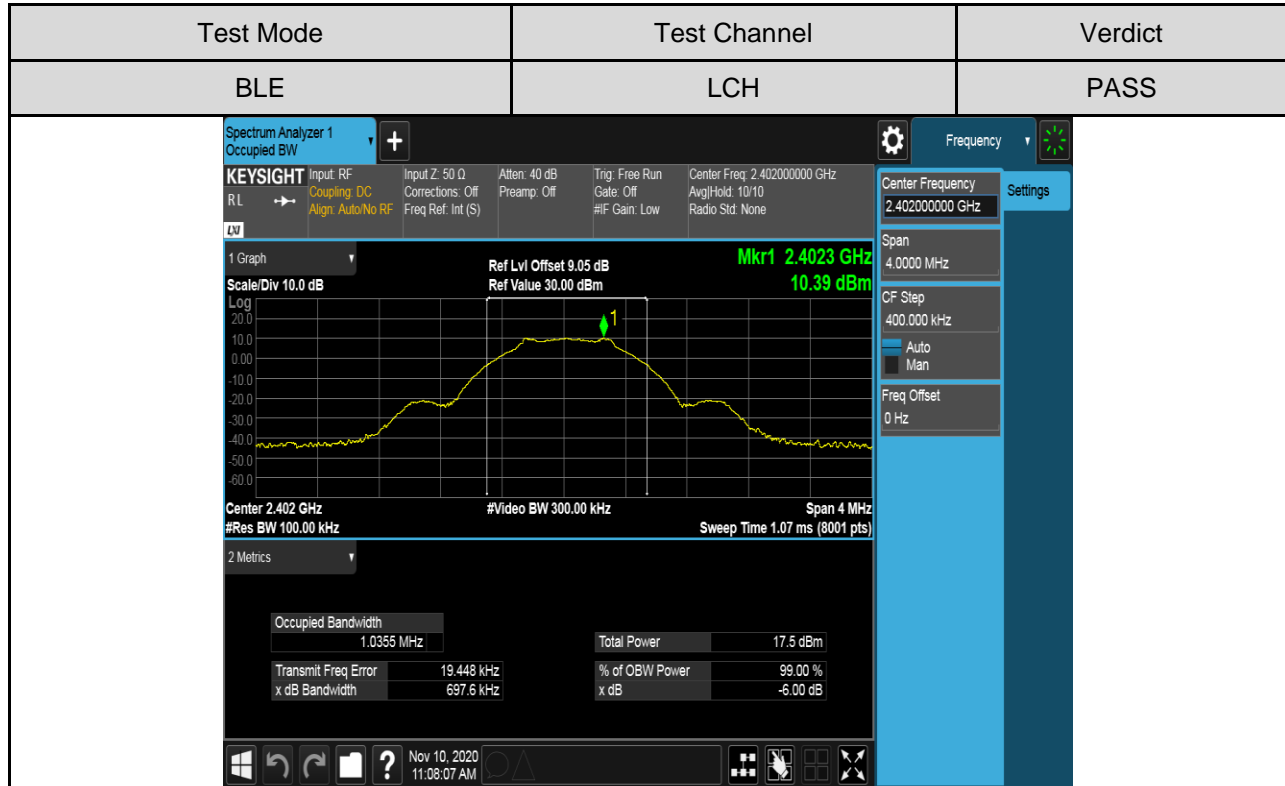 Test Mode Test Channel Verdict
BLE LCH PASS
Spectrum Analyzer 1
Occupied BW
+
Frequency
KEYSIGHT Input: RF Input Z: 50 Ω Atten: 40 dB Trig: Free Run Center Freq: 2.402000000 GHz
RL Coupling: DC Corrections: Off Preamp: Off Gate: Off Avg|Hold: 10/10
Align: Auto/No RF Freq Ref: Int (S) #IF Gain: Low Radio Std: None
LXI
Center Frequency
2.402000000 GHz
Settings
Span
4.0000 MHz
CF Step
400.000 kHz
Auto
Man
Freq Offset
0 Hz
1 Graph
Ref Lvl Offset 9.05 dB
Mkr1 2.4023 GHz
Scale/Div 10.0 dB
Ref Value 30.00 dBm
10.39 dBm
Log
20.0
10.0
0.00
-10.0
-20.0
-30.0
-40.0
-50.0
-60.0
1
Center 2.402 GHz #Video BW 300.00 kHz Span 4 MHz
#Res BW 100.00 kHz Sweep Time 1.07 ms (8001 pts)
2 Metrics
Occupied Bandwidth
1.0355 MHz
Total Power 17.5 dBm
Transmit Freq Error 19.448 kHz % of OBW Power 99.00 %
x dB Bandwidth 697.6 kHz x dB -6.00 dB
?
Nov 10, 2020
11:08:07 AM